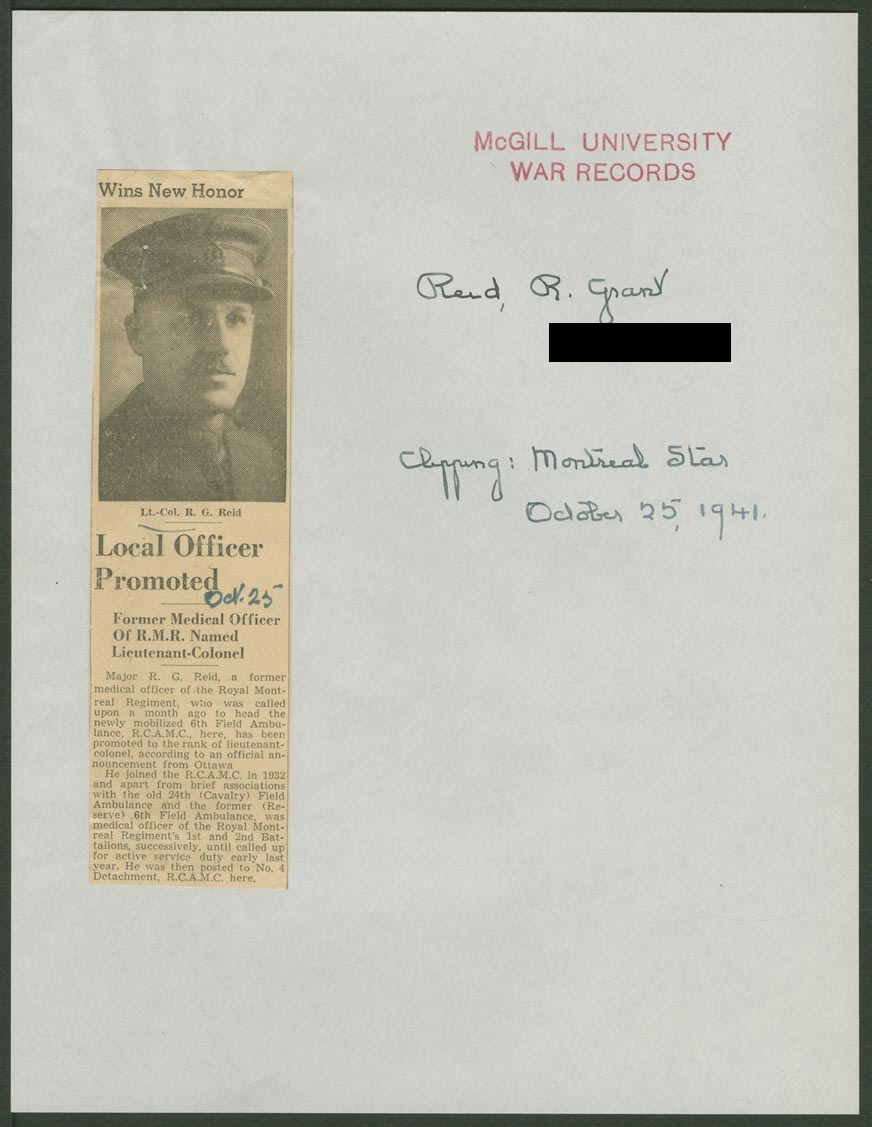 McGILL UNIVERSITY
WAR RECORDS
Reid, R. Grant
Clipping: Montreal Star
October 25, 1941.
Wins New Honor
Lt.-Col. R. G. Reid
Local Officer
Promoted
Oct. 25
Former Medical Officer
Of R.M.R. Named
Lieutenant-Colonel
Major R. G. Reid, a former
medical officer of the Royal Mont-
real Regiment, who was called
upon a month ago to head the
newly mobilized 6th Field Ambu-
lance, R.C.A.M.C., here, has been
promoted to the rank of lieutenant-
colonel, according to an official an-
nouncement from Ottawa
He joined the R.C.A.M.C. in 1932
and apart from brief associations
with the old 24th (Cavalry) Field
Ambulance and the former (Re-
serve) 6th Field Ambulance, was
medical officer of the Royal Mont-
real Regiment's 1st and 2nd Bat-
talions, successively, until called up
for active service duty early last
year. He was then posted to No. 4
Detachment, R.C.A.M.C. here.